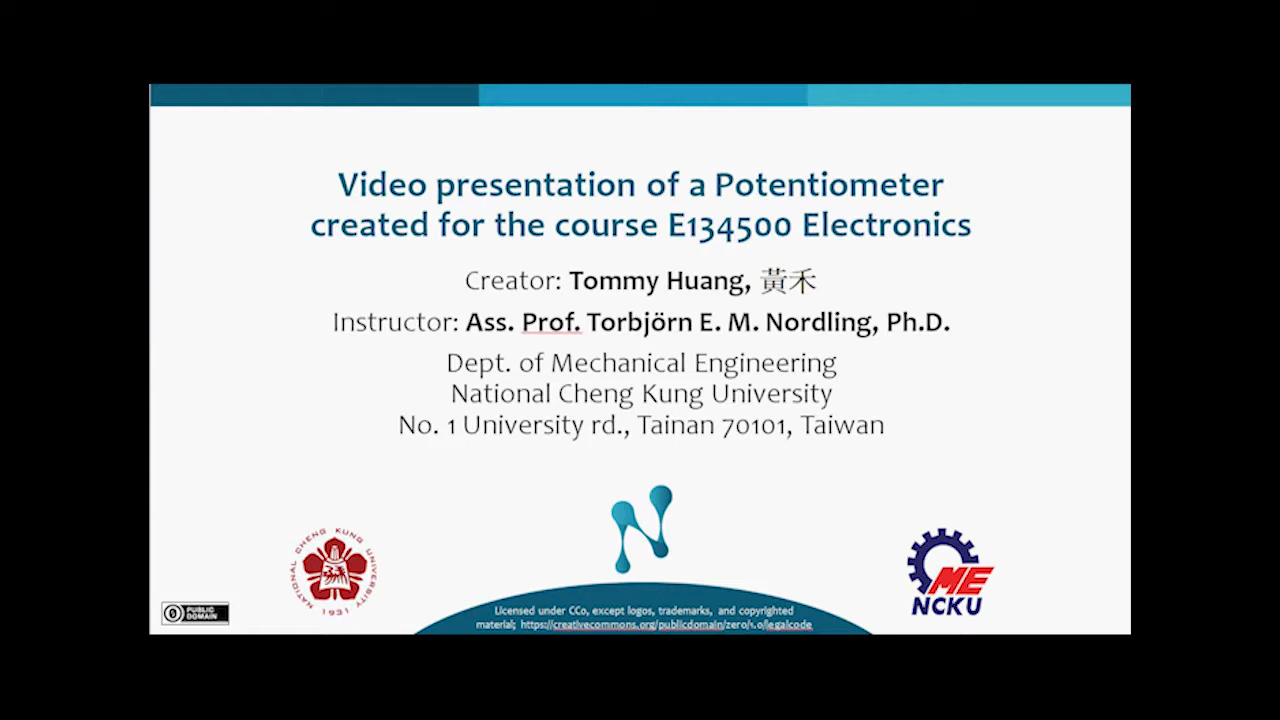 Video presentation of a Potentiometer
created for the course E134500 Electronics
Creator: Tommy Huang, 黃禾
Instructor: Ass. Prof. Torbjörn E. M. Nordling, Ph.D.
Dept. of Mechanical Engineering
National Cheng Kung University
No. 1 University rd., Tainan 70101, Taiwan
NATIONAL CHENG KUNG UNIVERSITY
1931
ME
NCKU
PUBLIC
DOMAIN
Licensed under CC0, except logos, trademarks, and copyrighted
material; https://creativecommons.org/publicdomain/zero/1.0/legalcode